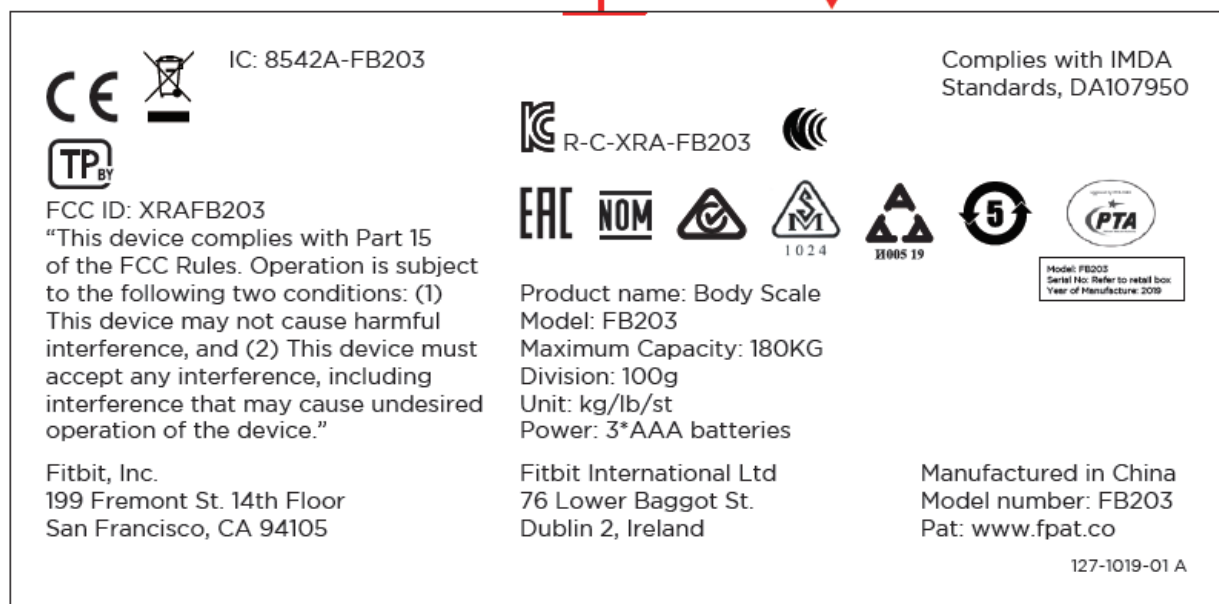 IC: 8542A-FB203
Complies with IMDA
Standards, DA107950
CE
TP BY
R-C-XRA-FB203
FCC ID: XRAFB203
“This device complies with Part 15
of the FCC Rules. Operation is subject
to the following two conditions: (1)
This device may not cause harmful
interference, and (2) This device must
accept any interference, including
interference that may cause undesired
operation of the device.”
EAC
NOM
SM
1024
И005 19
5
PTA
Model: FB203
Serial No: Refer to retail box
Year of Manufacture: 2019
Product name: Body Scale
Model: FB203
Maximum Capacity: 180KG
Division: 100g
Unit: kg/lb/st
Power: 3*AAA batteries
Fitbit, Inc.
199 Fremont St. 14th Floor
San Francisco, CA 94105
Fitbit International Ltd
76 Lower Baggot St.
Dublin 2, Ireland
Manufactured in China
Model number: FB203
Pat: www.fpat.co
127-1019-01 A